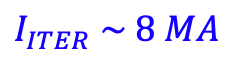 I_ITER ~ 8 MA